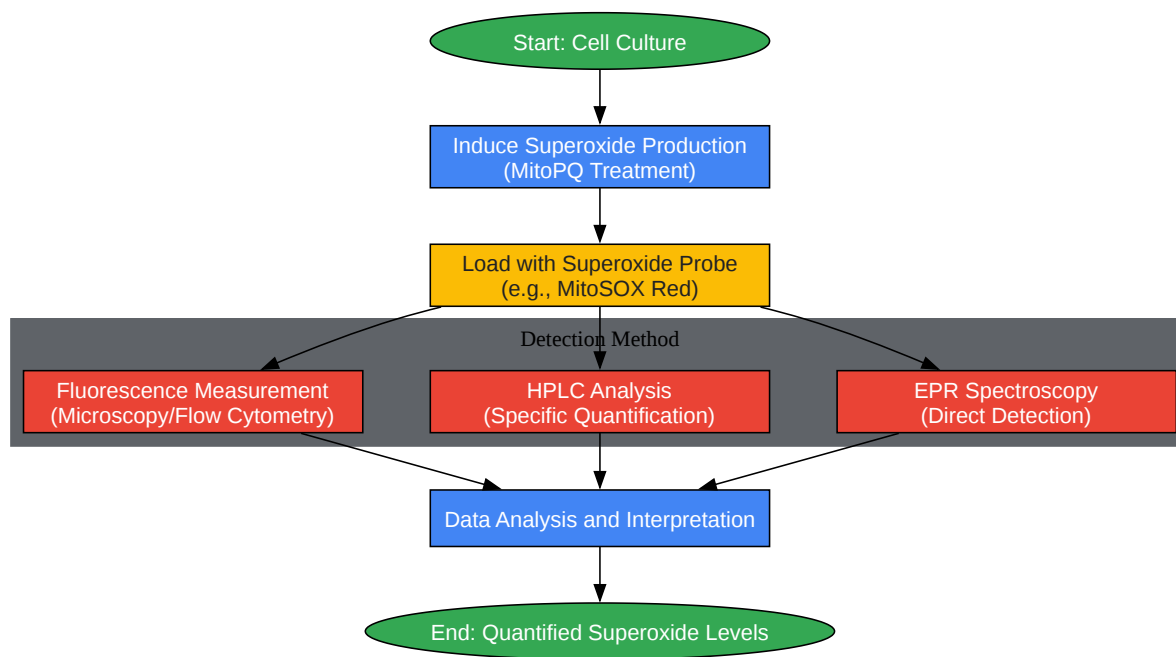 Start: Cell Culture
Induce Superoxide Production
(MitoPQ Treatment)
Load with Superoxide Probe
(e.g., MitoSOX Red)
Detection Method
Fluorescence Measurement
(Microscopy/Flow Cytometry)
HPLC Analysis
(Specific Quantification)
EPR Spectroscopy
(Direct Detection)
Data Analysis and Interpretation
End: Quantified Superoxide Levels